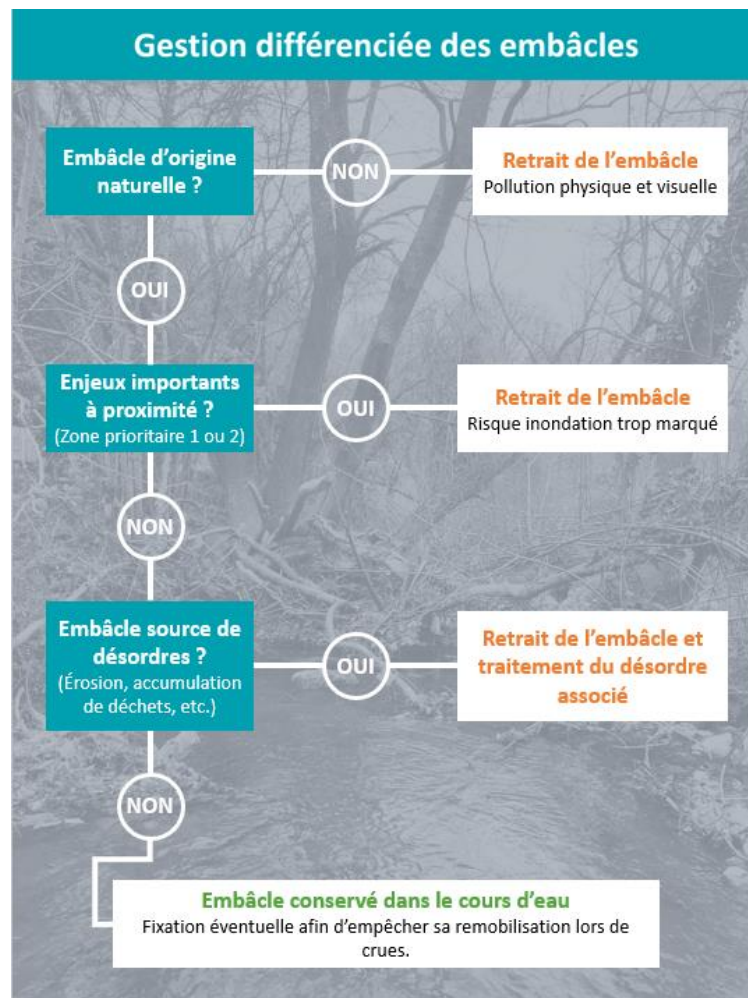 Gestion différenciée des embâcles
Embâcle d'origine
naturelle ?
NON
Retrait de l'embâcle
Pollution physique et visuelle
OUI
Enjeux importants
à proximité ?
(Zone prioritaire 1 ou 2)
OUI
Retrait de l'embâcle
Risque inondation trop marqué
NON
Embâcle source de
désordres ?
(Érosion, accumulation
de déchets, etc.)
OUI
Retrait de l'embâcle et
traitement du désordre
associé
NON
Embâcle conservé dans le cours d'eau
Fixation éventuelle afin d'empêcher sa remobilisation lors de
crues.